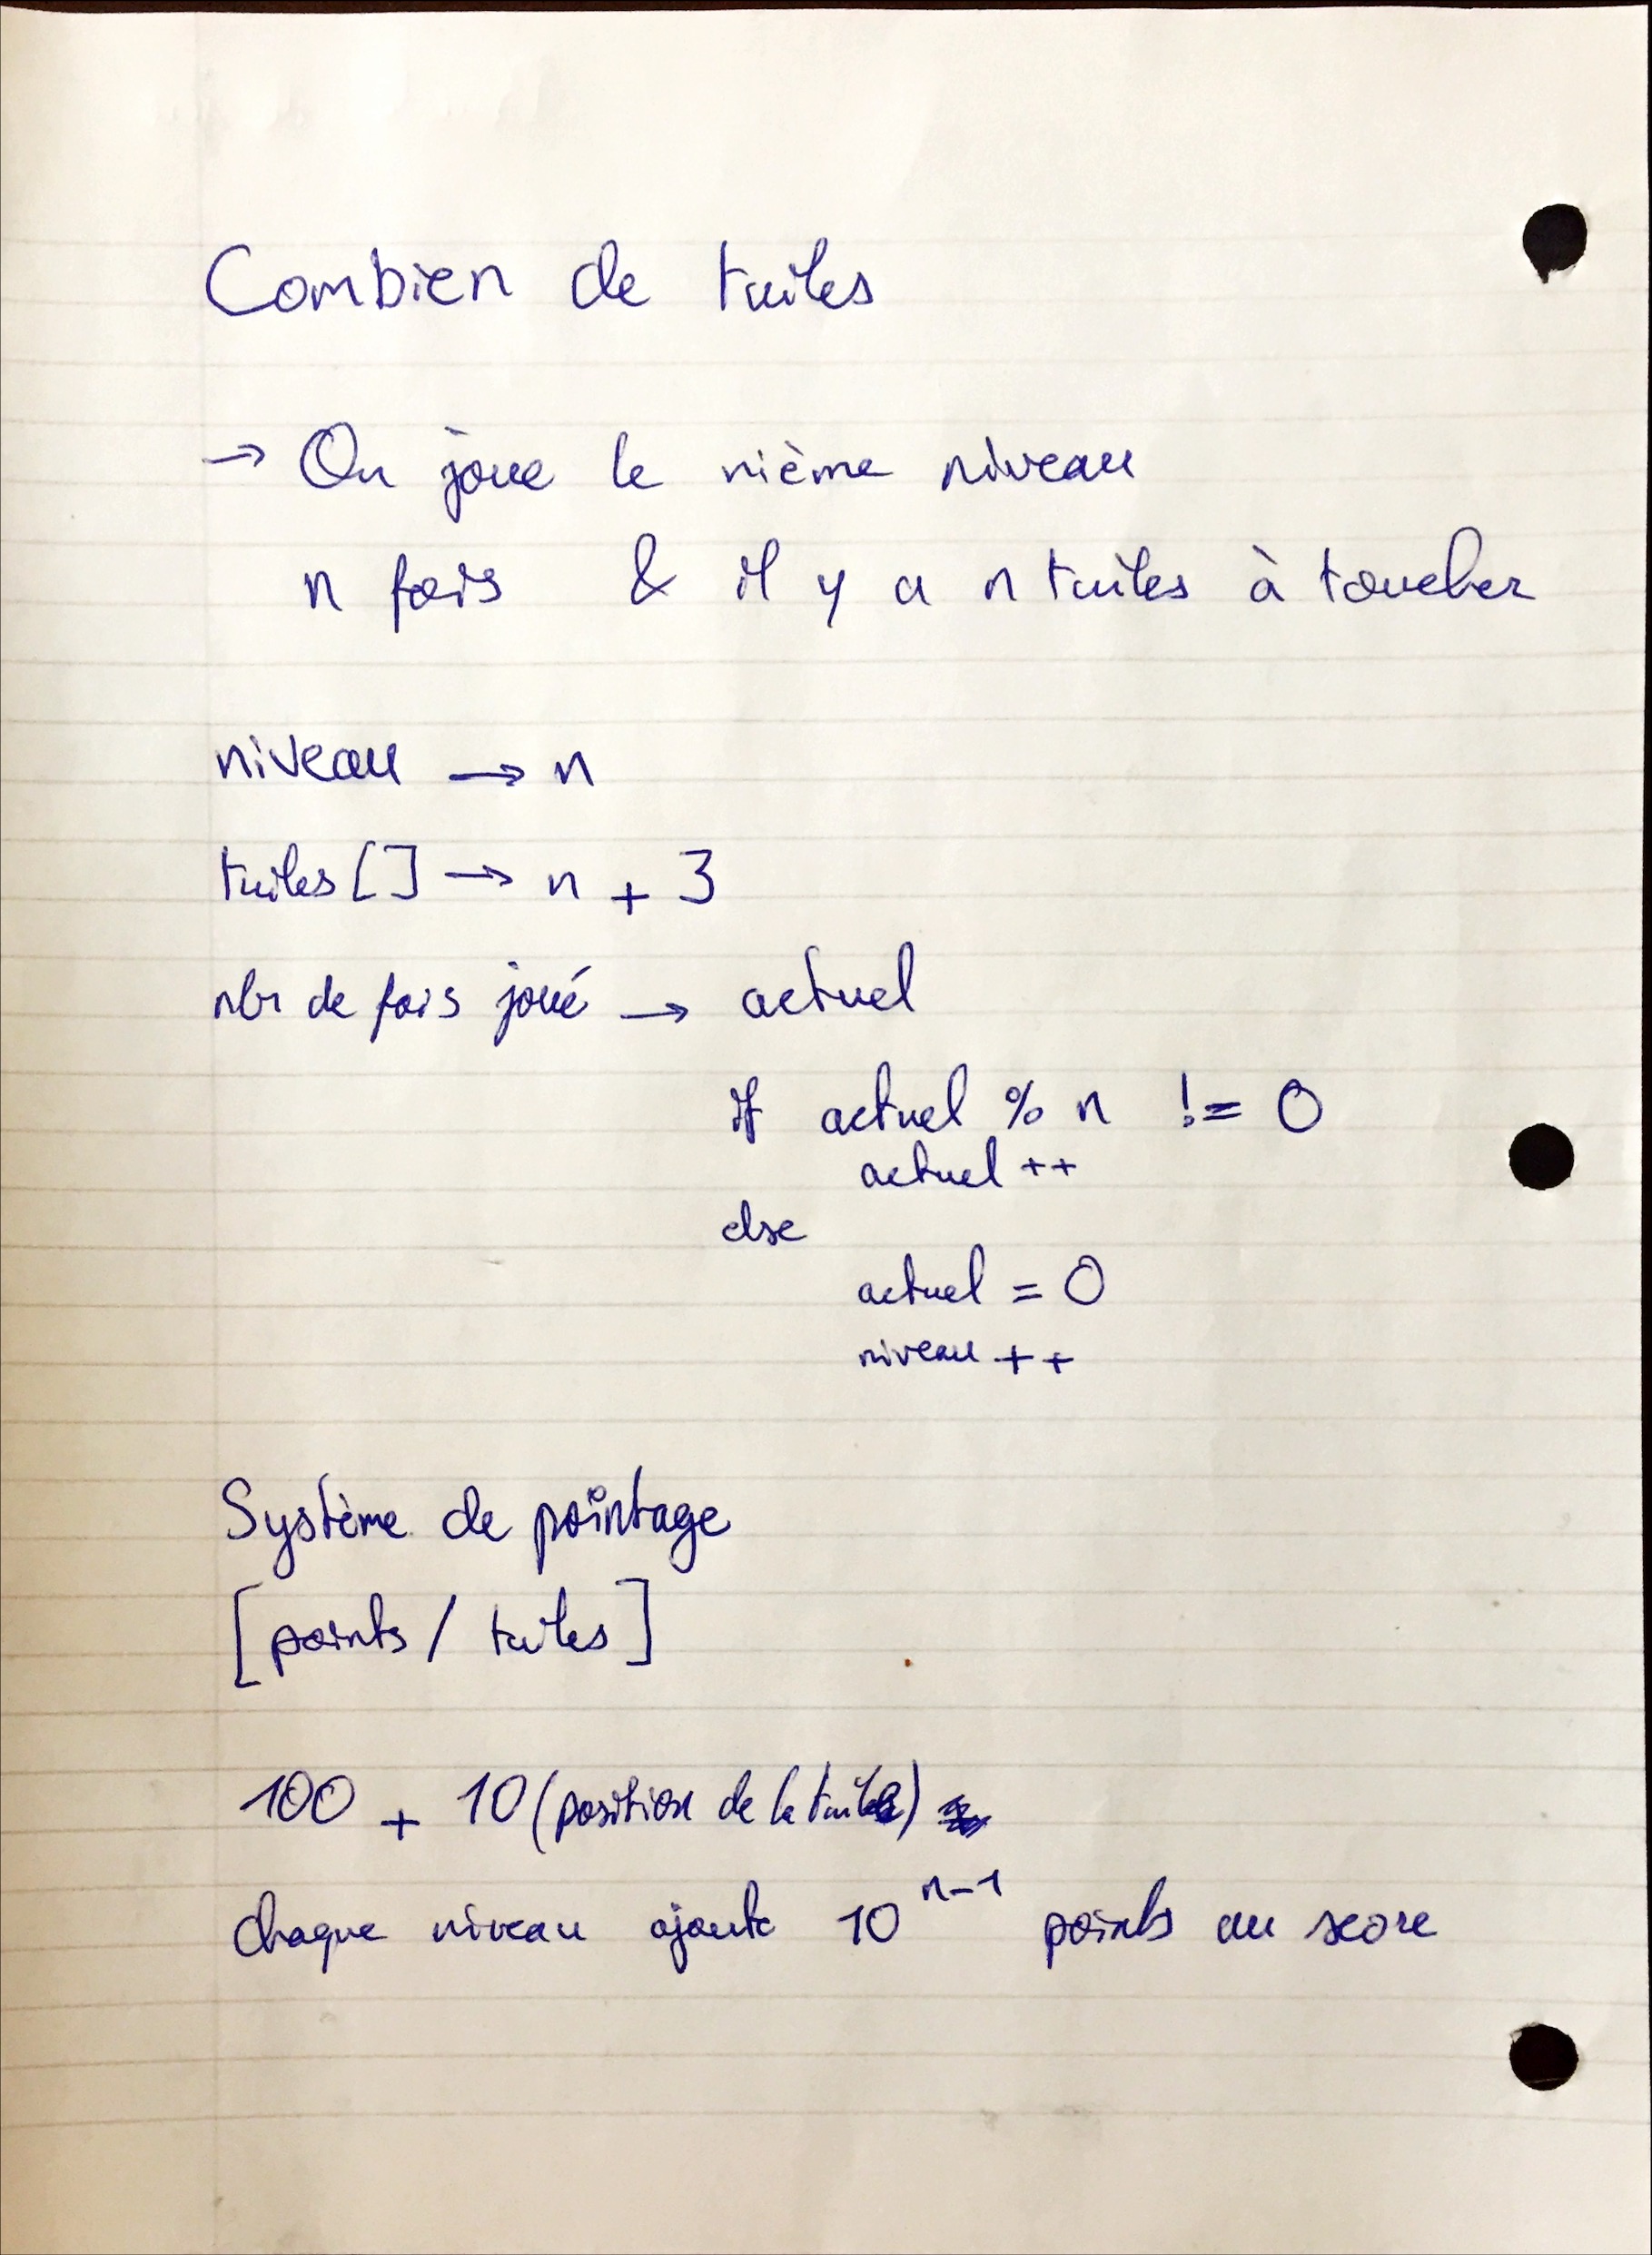 Combien de tuiles
→ On joue le nième niveau
n fois & il y a n tuiles à toucher
niveau → n
tuiles [] → n + 3
nbr de fois joué → actuel
if actuel % n != 0
actuel ++
else
actuel = 0
niveau ++
Système de pointage
[points / tuiles]
100 + 10 (position de la tuile)
chaque niveau ajoute 10^n-1 points au score